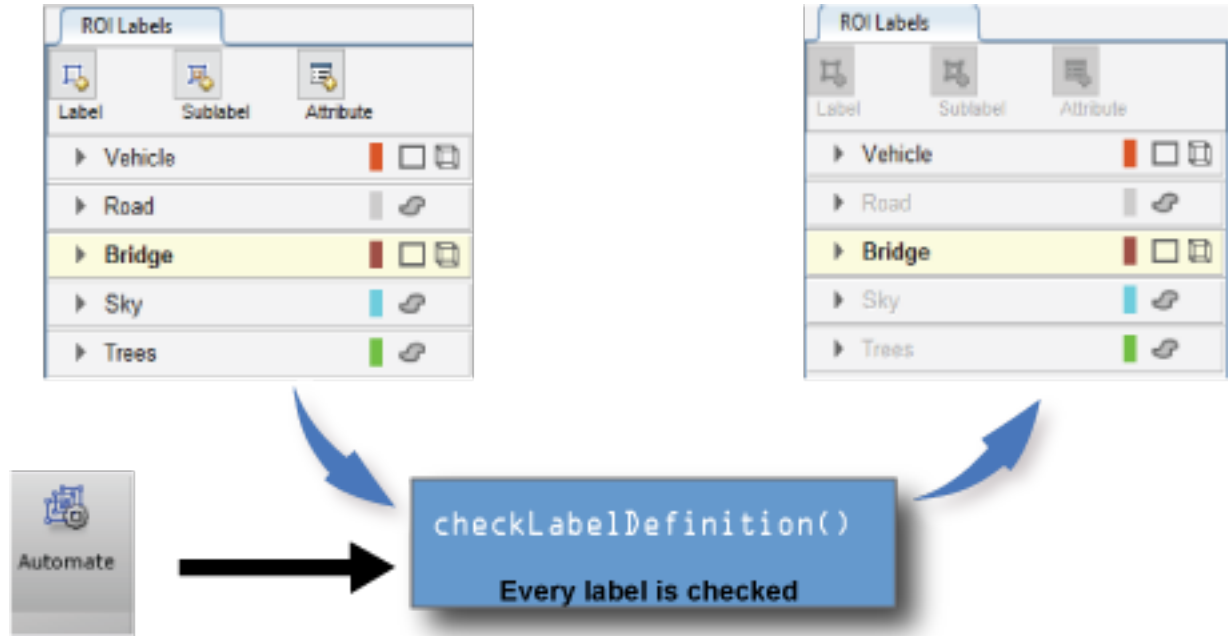 ROI Labels
Label Sublabel Attribute
Vehicle
Road
Bridge
Sky
Trees
ROI Labels
Label Sublabel Attribute
Vehicle
Road
Bridge
Sky
Trees
Automate
checkLabelDefinition()
Every label is checked